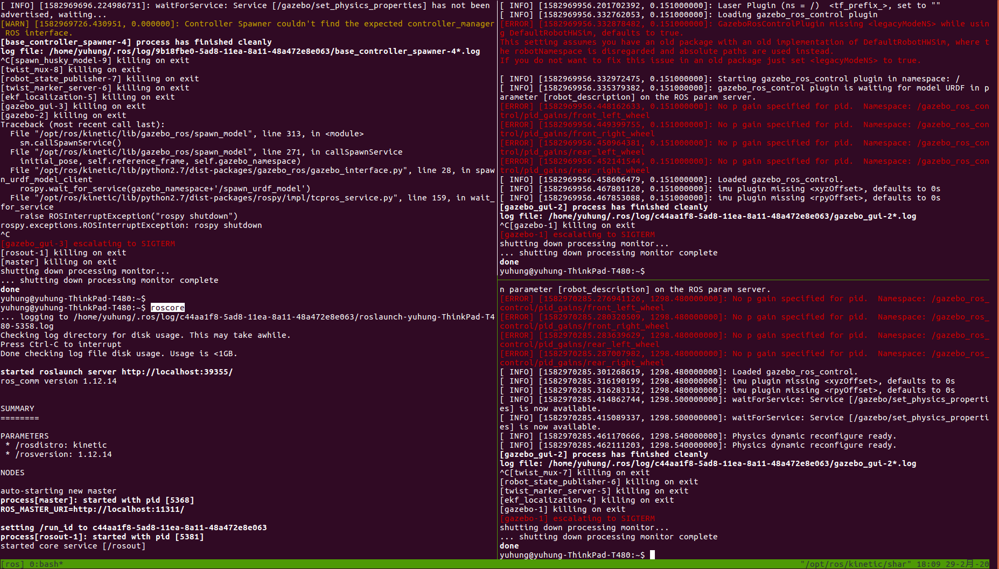 [ INFO] [1582969696.224986731]: waitForService: Service [/gazebo/set_physics_properties] has not been
advertised, waiting...
[WARN] [1582969726.430951, 0.000000]: Controller Spawner couldn't find the expected controller_manager
 ROS interface.
[base_controller_spawner-4] process has finished cleanly
log file: /home/yuhung/.ros/log/9b18fbe0-5ad8-11ea-8a11-48a472e8e063/base_controller_spawner-4*.log
^C[spawn_husky_model-9] killing on exit
[twist_mux-8] killing on exit
[robot_state_publisher-7] killing on exit
[twist_marker_server-6] killing on exit
[ekf_localization-5] killing on exit
[gazebo_gui-3] killing on exit
[gazebo-2] killing on exit
Traceback (most recent call last):
  File "/opt/ros/kinetic/lib/gazebo_ros/spawn_model", line 313, in <module>
    sm.callSpawnService()
  File "/opt/ros/kinetic/lib/gazebo_ros/spawn_model", line 271, in callSpawnService
    initial_pose, self.reference_frame, self.gazebo_namespace)
  File "/opt/ros/kinetic/lib/python2.7/dist-packages/gazebo_ros/gazebo_interface.py", line 28, in spaw
n_urdf_model_client
    rospy.wait_for_service(gazebo_namespace+'/spawn_urdf_model')
  File "/opt/ros/kinetic/lib/python2.7/dist-packages/rospy/impl/tcpros_service.py", line 159, in wait_
for_service
    raise ROSInterruptException("rospy shutdown")
rospy.exceptions.ROSInterruptException: rospy shutdown
^C
[gazebo_gui-3] escalating to SIGTERM
[rosout-1] killing on exit
[master] killing on exit
shutting down processing monitor...
... shutting down processing monitor complete
done
yuhung@yuhung-ThinkPad-T480:~$
yuhung@yuhung-ThinkPad-T480:~$ roscore
... logging to /home/yuhung/.ros/log/c44aa1f8-5ad8-11ea-8a11-48a472e8e063/roslaunch-yuhung-ThinkPad-T4
80-5358.log
Checking log directory for disk usage. This may take awhile.
Press Ctrl-C to interrupt
Done checking log file disk usage. Usage is <1GB.

started roslaunch server http://localhost:39355/
ros_comm version 1.12.14

SUMMARY
========

PARAMETERS
 * /rosdistro: kinetic
 * /rosversion: 1.12.14

NODES

auto-starting new master
process[master]: started with pid [5368]
ROS_MASTER_URI=http://localhost:11311/

setting /run_id to c44aa1f8-5ad8-11ea-8a11-48a472e8e063
process[rosout-1]: started with pid [5381]
started core service [/rosout]
[ INFO] [1582969956.201702392, 0.151000000]: Laser Plugin (ns = /)  <tf_prefix_>, set to ""
[ INFO] [1582969956.332762053, 0.151000000]: Loading gazebo_ros_control plugin
[ERROR] [1582969956.332878482, 0.151000000]: GazeboRosControlPlugin missing <legacyModeNS> while usin
g DefaultRobotHWSim, defaults to true.
This setting assumes you have an old package with an old implementation of DefaultRobotHWSim, where t
he robotNamespace is disregarded and absolute paths are used instead.
If you do not want to fix this issue in an old package just set <legacyModeNS> to true.

[ INFO] [1582969956.332972475, 0.151000000]: Starting gazebo_ros_control plugin in namespace: /
[ INFO] [1582969956.335379382, 0.151000000]: gazebo_ros_control plugin is waiting for model URDF in p
arameter [robot_description] on the ROS param server.
[ERROR] [1582969956.448162633, 0.151000000]: No p gain specified for pid.  Namespace: /gazebo_ros_con
trol/pid_gains/front_left_wheel
[ERROR] [1582969956.449399755, 0.151000000]: No p gain specified for pid.  Namespace: /gazebo_ros_con
trol/pid_gains/front_right_wheel
[ERROR] [1582969956.450964381, 0.151000000]: No p gain specified for pid.  Namespace: /gazebo_ros_con
trol/pid_gains/rear_left_wheel
[ERROR] [1582969956.452141544, 0.151000000]: No p gain specified for pid.  Namespace: /gazebo_ros_con
trol/pid_gains/rear_right_wheel
[ INFO] [1582969956.458606479, 0.151000000]: Loaded gazebo_ros_control.
[ INFO] [1582969956.467801120, 0.151000000]: imu plugin missing <xyzOffset>, defaults to 0s
[ INFO] [1582969956.467853088, 0.151000000]: imu plugin missing <rpyOffset>, defaults to 0s
[gazebo_gui-2] process has finished cleanly
log file: /home/yuhung/.ros/log/c44aa1f8-5ad8-11ea-8a11-48a472e8e063/gazebo_gui-2*.log
^C[gazebo-1] killing on exit
[gazebo-1] escalating to SIGTERM
shutting down processing monitor...
... shutting down processing monitor complete
done
yuhung@yuhung-ThinkPad-T480:~$
n parameter [robot_description] on the ROS param server.
[ERROR] [1582970285.276941126, 1298.480000000]: No p gain specified for pid.  Namespace: /gazebo_ros_
control/pid_gains/front_left_wheel
[ERROR] [1582970285.280320509, 1298.480000000]: No p gain specified for pid.  Namespace: /gazebo_ros_
control/pid_gains/front_right_wheel
[ERROR] [1582970285.283639629, 1298.480000000]: No p gain specified for pid.  Namespace: /gazebo_ros_
control/pid_gains/rear_left_wheel
[ERROR] [1582970285.287007982, 1298.480000000]: No p gain specified for pid.  Namespace: /gazebo_ros_
control/pid_gains/rear_right_wheel
[ INFO] [1582970285.301268619, 1298.480000000]: Loaded gazebo_ros_control.
[ INFO] [1582970285.316190199, 1298.480000000]: imu plugin missing <xyzOffset>, defaults to 0s
[ INFO] [1582970285.316283132, 1298.480000000]: imu plugin missing <rpyOffset>, defaults to 0s
[ INFO] [1582970285.414862744, 1298.500000000]: waitForService: Service [/gazebo/set_physics_properti
es] is now available.
[ INFO] [1582970285.415089337, 1298.500000000]: waitForService: Service [/gazebo/set_physics_properti
es] is now available.
[ INFO] [1582970285.461170666, 1298.540000000]: Physics dynamic reconfigure ready.
[ INFO] [1582970285.462111203, 1298.540000000]: Physics dynamic reconfigure ready.
[gazebo_gui-2] process has finished cleanly
log file: /home/yuhung/.ros/log/c44aa1f8-5ad8-11ea-8a11-48a472e8e063/gazebo_gui-2*.log
^C[twist_mux-7] killing on exit
[robot_state_publisher-6] killing on exit
[twist_marker_server-5] killing on exit
[ekf_localization-4] killing on exit
[gazebo-1] killing on exit
[gazebo-1] escalating to SIGTERM
shutting down processing monitor...
... shutting down processing monitor complete
done
yuhung@yuhung-ThinkPad-T480:~$
[ros] 0:bash* "/opt/ros/kinetic/shar" 18:09 29-2月-20